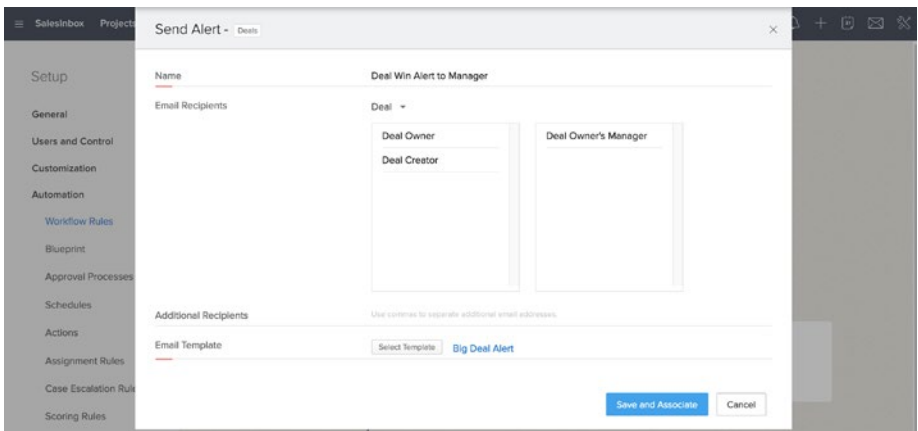 SalesInbox Projects
Send Alert - Deals
Setup
Name Deal Win Alert to Manager
Email Recipients Deal
General
Deal Owner Deal Owner's Manager
Users and Control
Deal Creator
Customization
Automation
Workflow Rules
Blueprint
Approval Processes
Schedules
Additional Recipients Use commas to separate additional email addresses.
Actions
Email Template Select Template Big Deal Alert
Assignment Rules
Case Escalation Rule
Save and Associate Cancel
Scoring Rules